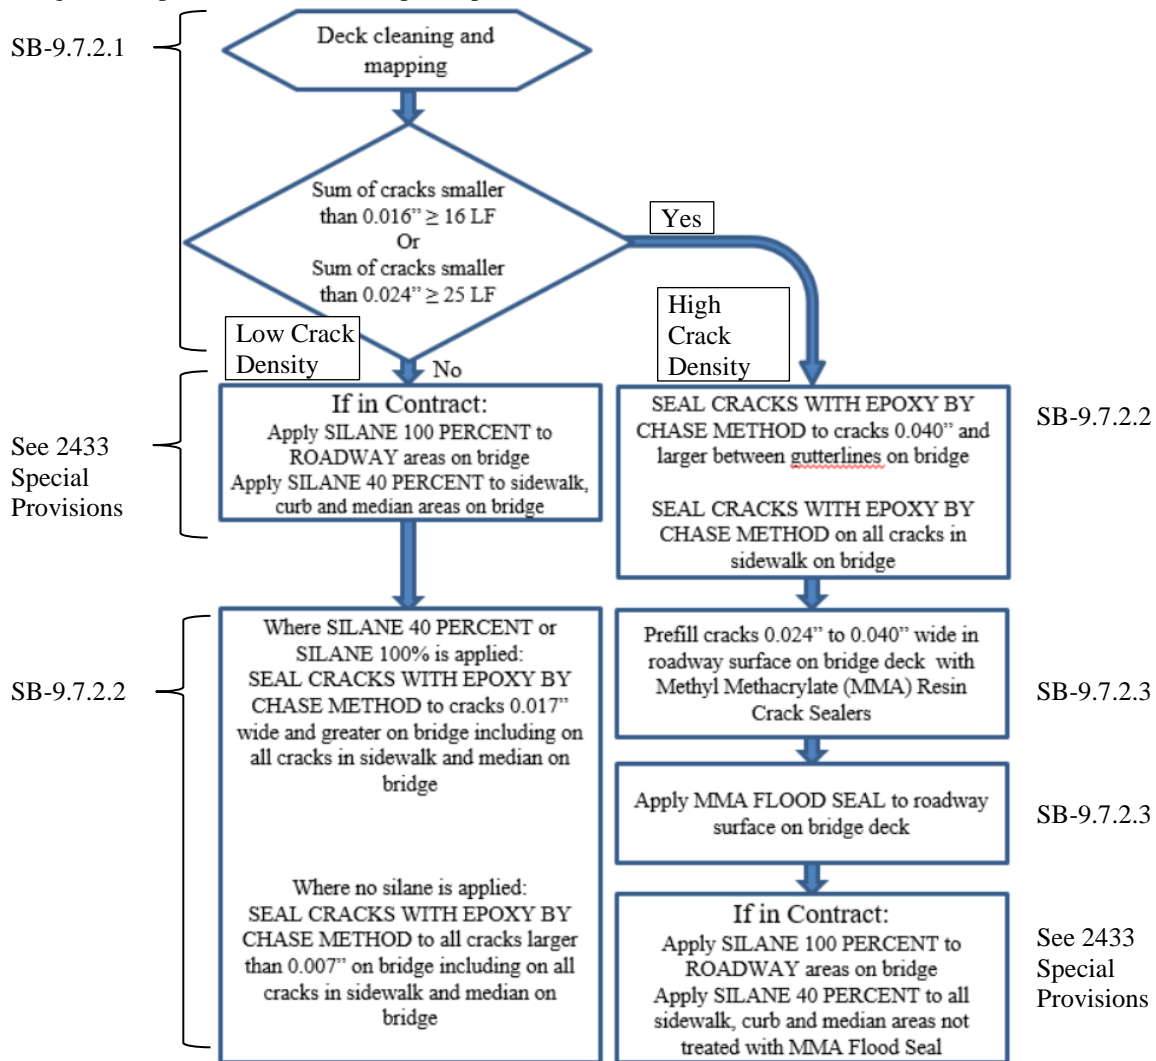 SB-9.7.2.1
Deck cleaning and
mapping
Sum of cracks smaller
than 0.016” ≥ 16 LF
Or
Sum of cracks smaller
than 0.024” ≥ 25 LF
Yes
High
Crack
Density
Low Crack
Density
No
See 2433
Special
Provisions
If in Contract:
Apply SILANE 100 PERCENT to
ROADWAY areas on bridge
Apply SILANE 40 PERCENT to sidewalk,
curb and median areas on bridge
SB-9.7.2.2
Where SILANE 40 PERCENT or
SILANE 100% is applied:
SEAL CRACKS WITH EPOXY BY
CHASE METHOD to cracks 0.017”
wide and greater on bridge including on
all cracks in sidewalk and median on
bridge
Where no silane is applied:
SEAL CRACKS WITH EPOXY BY
CHASE METHOD to all cracks larger
than 0.007” on bridge including on all
cracks in sidewalk and median on
bridge
SEAL CRACKS WITH EPOXY BY
CHASE METHOD to cracks 0.040” and
larger between gutterlines on bridge
SEAL CRACKS WITH EPOXY BY
CHASE METHOD on all cracks in
sidewalk on bridge
SB-9.7.2.2
Prefill cracks 0.024” to 0.040” wide in
roadway surface on bridge deck with
Methyl Methacrylate (MMA) Resin
Crack Sealers
SB-9.7.2.3
Apply MMA FLOOD SEAL to roadway
surface on bridge deck
SB-9.7.2.3
If in Contract:
Apply SILANE 100 PERCENT to
ROADWAY areas on bridge
Apply SILANE 40 PERCENT to all
sidewalk, curb and median areas not
treated with MMA Flood Seal
See 2433
Special
Provisions